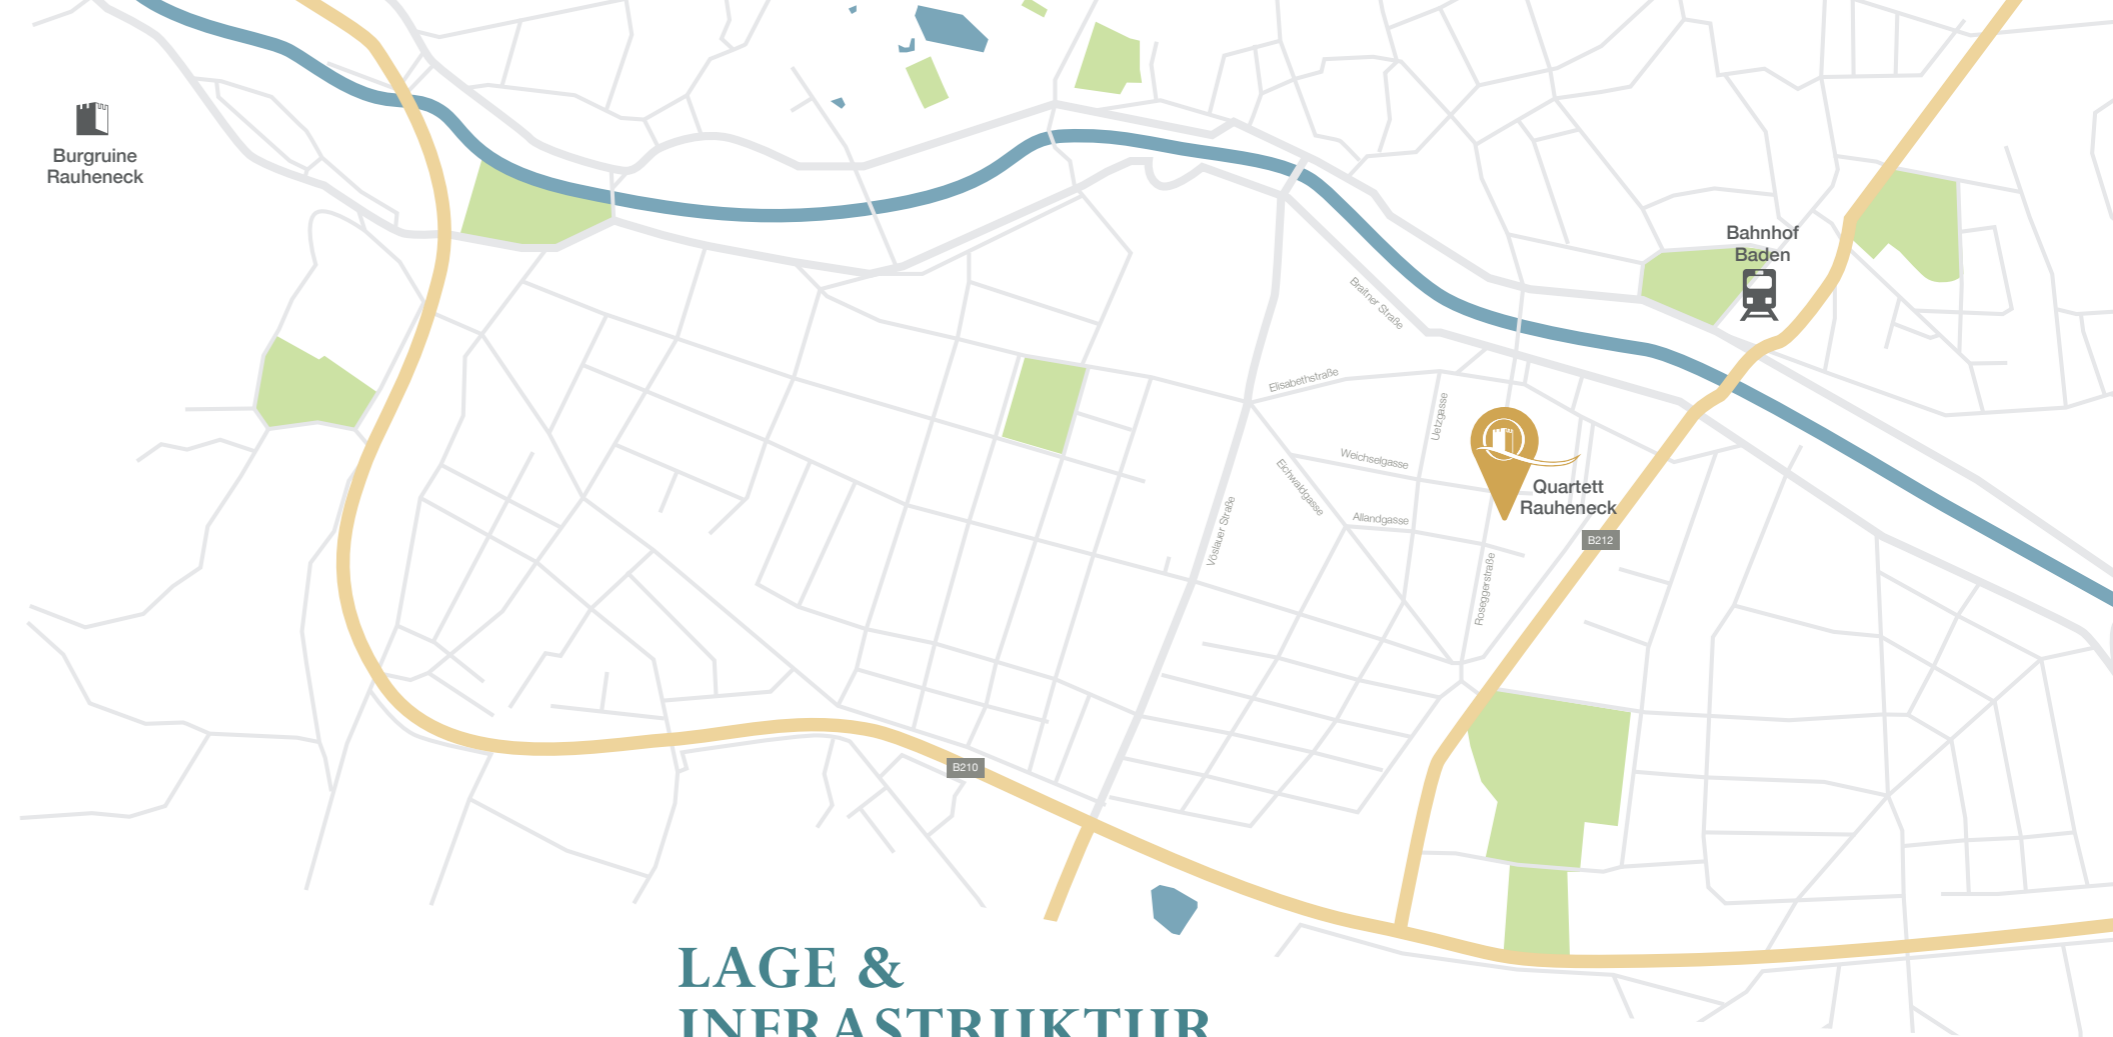 Burgruine
Rauheneck
Bahnhof
Baden
Braitner Straße
Elisabethstraße
Uetzgasse
Weichselgasse
Eichwaldgasse
Allandgasse
Vöslauer Straße
Roseggerstraße
Quartett
Rauheneck
B212
B210
LAGE &
INFRASTRUKTUR